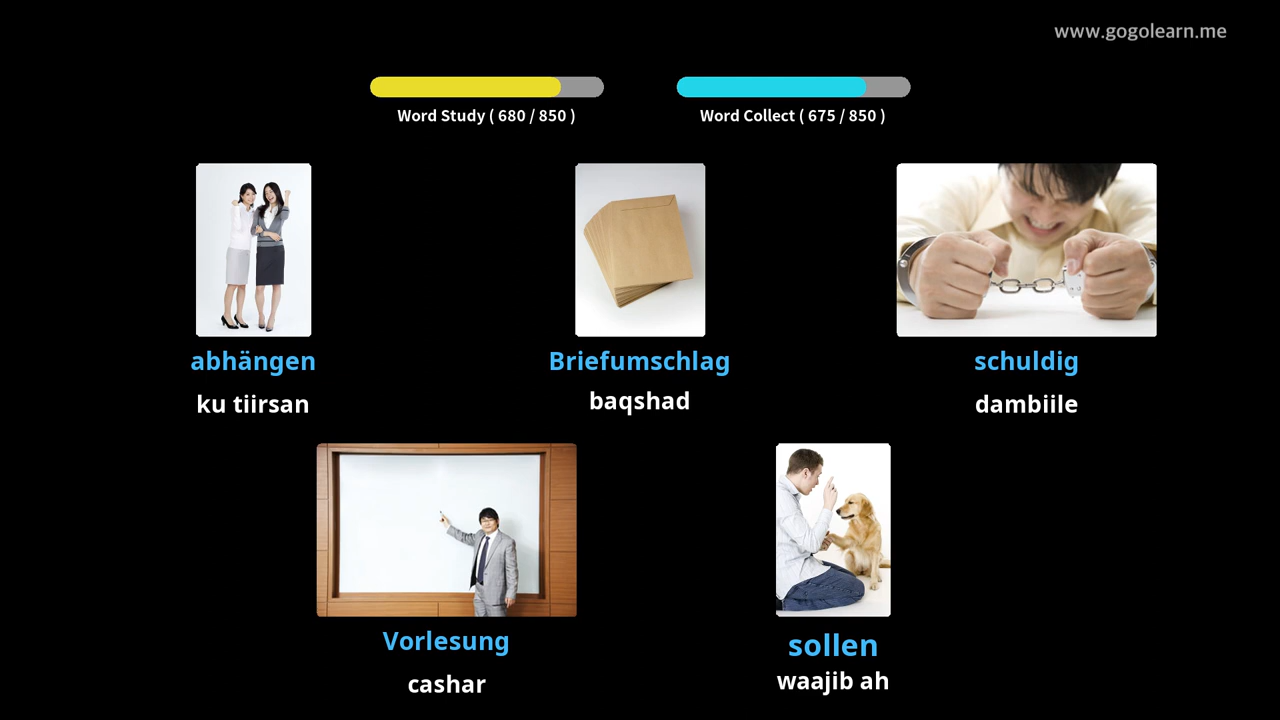 www.gogolearn.me
Word Study ( 680 / 850 )
Word Collect ( 675 / 850 )
abhängen
ku tiirsan
Briefumschlag
baqshad
schuldig
dambiile
Vorlesung
cashar
sollen
waajib ah